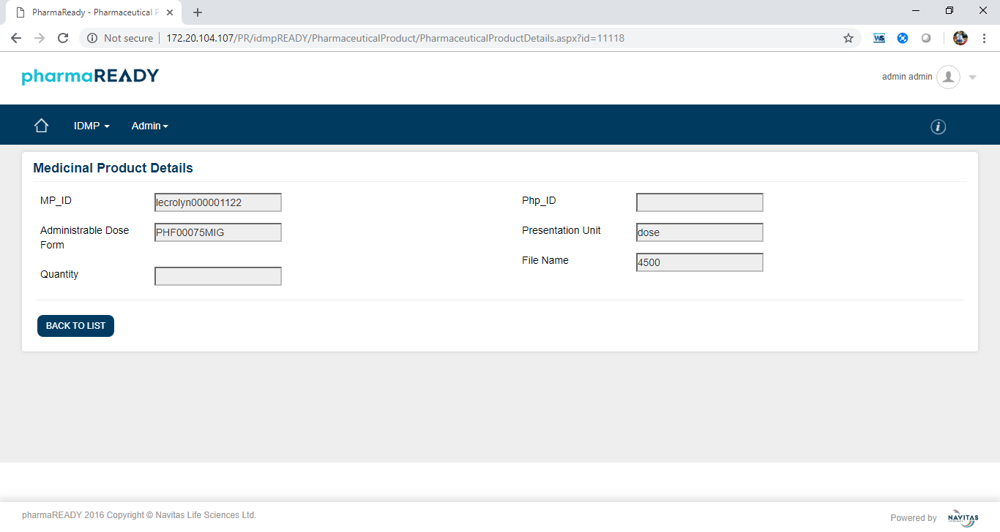 PharmaReady - Pharmaceutical P
Not secure 172.20.104.107/PR/idmpREADY/PharmaceuticalProduct/PharmaceuticalProductDetails.aspx?id=11118
WS
pharmaREADY
admin admin
IDMP Admin
i
Medicinal Product Details
MP_ID lecrolyn000001122 Php_ID
Administrable Dose Form PHF00075MIG Presentation Unit dose
File Name 4500
Quantity
BACK TO LIST
pharmaREADY 2016 Copyright © Navitas Life Sciences Ltd.
Powered by NAVITAS